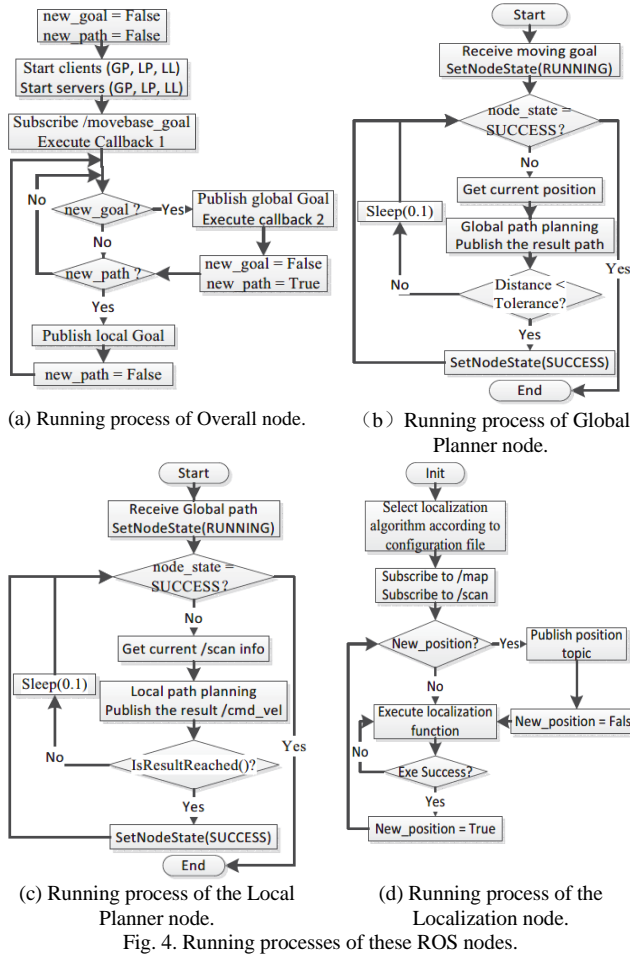 new_goal = False
new_path = False
Start clients (GP, LP, LL)
Start servers (GP, LP, LL)
Subscribe /movebase_goal
Execute Callback 1
No
new_goal ?
Yes
Publish global Goal
Execute callback 2
No
new_goal = False
new_path = True
new_path ?
Yes
Publish local Goal
new_path = False
(a) Running process of Overall node.
Start
Receive moving goal
SetNodeState(RUNNING)
node_state =
SUCCESS?
No
Get current position
Sleep(0.1)
Global path planning
Publish the result path
Yes
No
Distance <
Tolerance?
Yes
SetNodeState(SUCCESS)
End
(b) Running process of Global
Planner node.
Start
Receive Global path
SetNodeState(RUNNING)
node_state =
SUCCESS?
No
Get current /scan info
Sleep(0.1)
Local path planning
Publish the result /cmd_vel
Yes
No
IsResultReached()?
Yes
SetNodeState(SUCCESS)
End
(c) Running process of the Local
Planner node.
Init
Select localization
algorithm according to
configuration file
Subscribe to /map
Subscribe to /scan
New_position?
Yes
Publish position
topic
No
Execute localization
function
New_position = Fals
No
Exe Success?
Yes
New_position = True
(d) Running process of the
Localization node.
Fig. 4. Running processes of these ROS nodes.